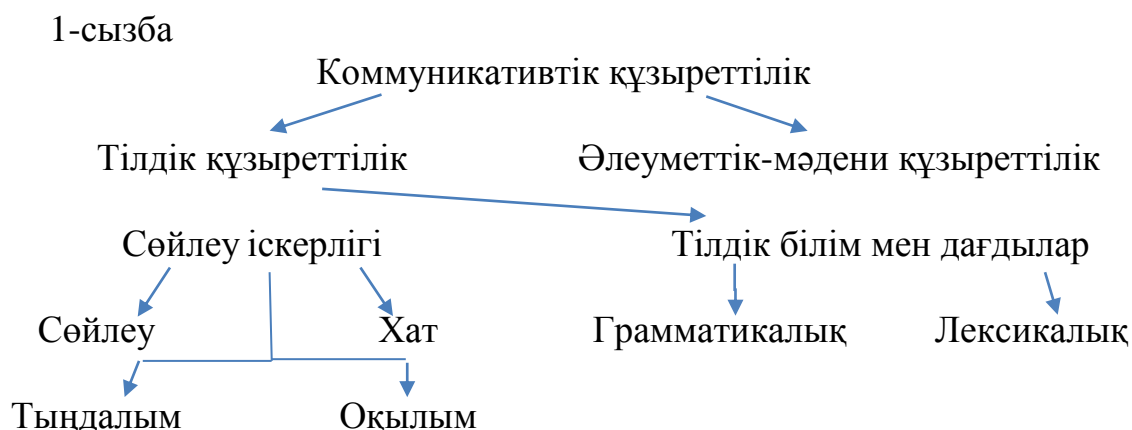 1-сызба
Коммуникативтік құзыреттілік
Тілдік құзыреттілік Әлеуметтік-мәдени құзыреттілік
Сөйлеу іскерлігі Тілдік білім мен дағдылар
Сөйлеу Хат Грамматикалық Лексикалық
Тыңдалым Оқылым